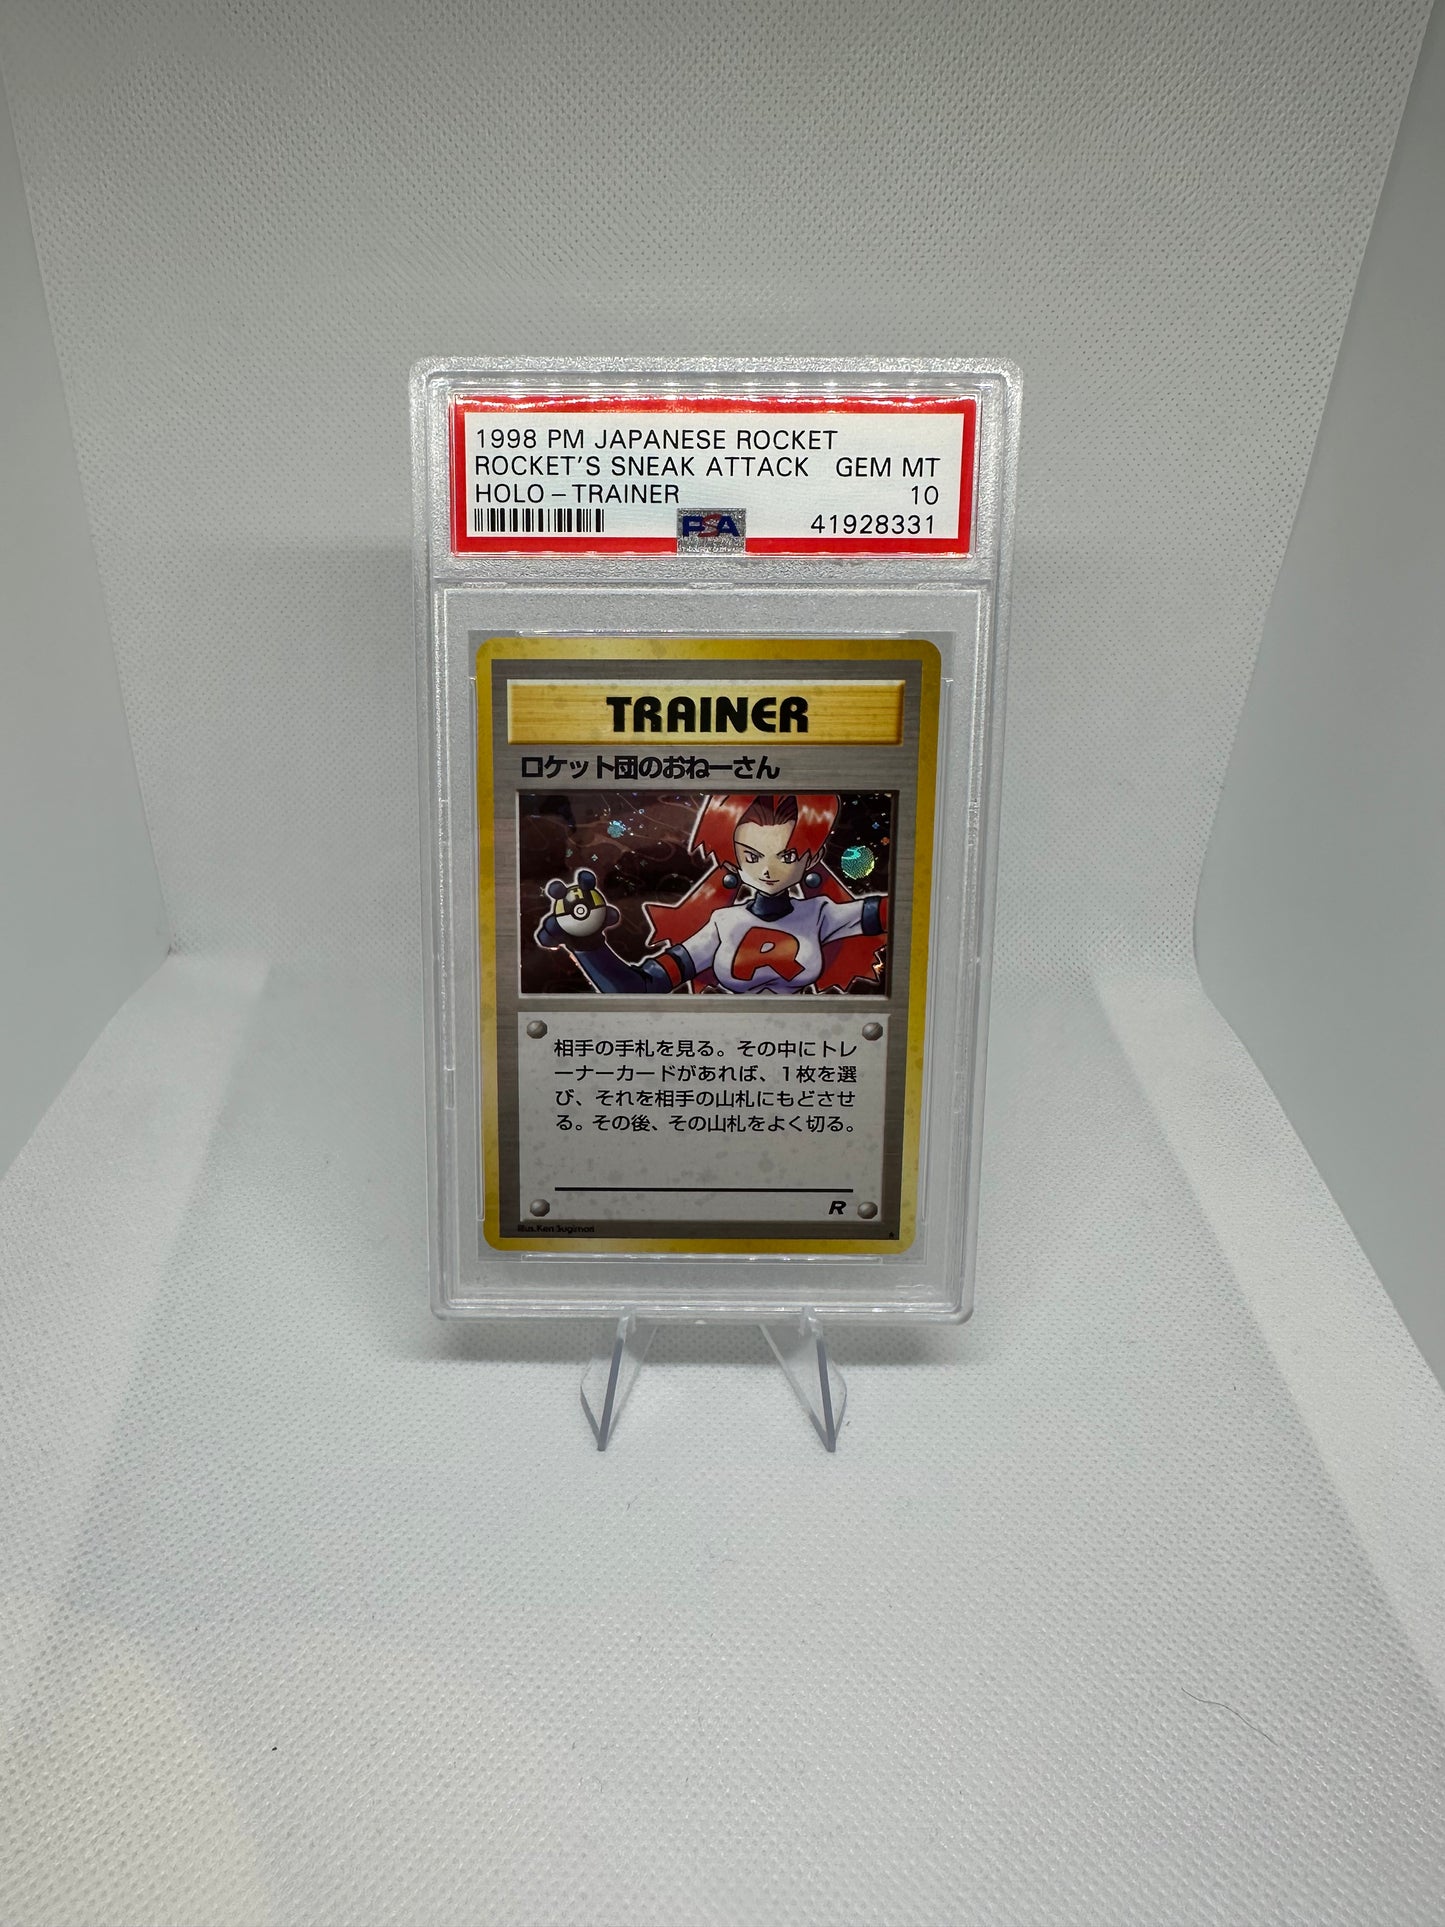 1998 PM JAPANESE ROCKET
ROCKET'S SNEAK ATTACK GEM MT
HOLO-TRAINER 10
PSA 41928331
TRAINER
ロケット団のおねーさん
H
R
相手の手札を見る。その中にトレ
ーナーカードがあれば、1枚を選
び、それを相手の山札にもどさせ
る。その後、その山札をよく切る。
R
Illus. Ken Sugimori